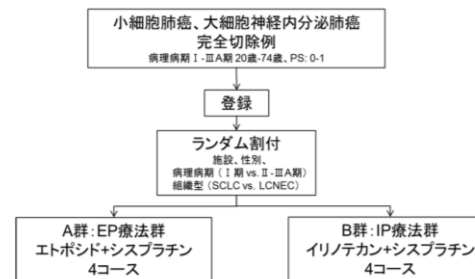 小細胞肺癌、大細胞神経内分泌肺癌
完全切除例
病理病期Ⅰ-ⅢA期 20歳-74歳、PS: 0-1
登録
ランダム割付
施設、性別、
病理病期(Ⅰ期 vs.Ⅱ-ⅢA期)
組織型(SCLC vs. LCNEC)
A群:EP療法群
エトポシド+シスプラチン
4コース
B群:IP療法群
イリノテカン+シスプラチン
4コース